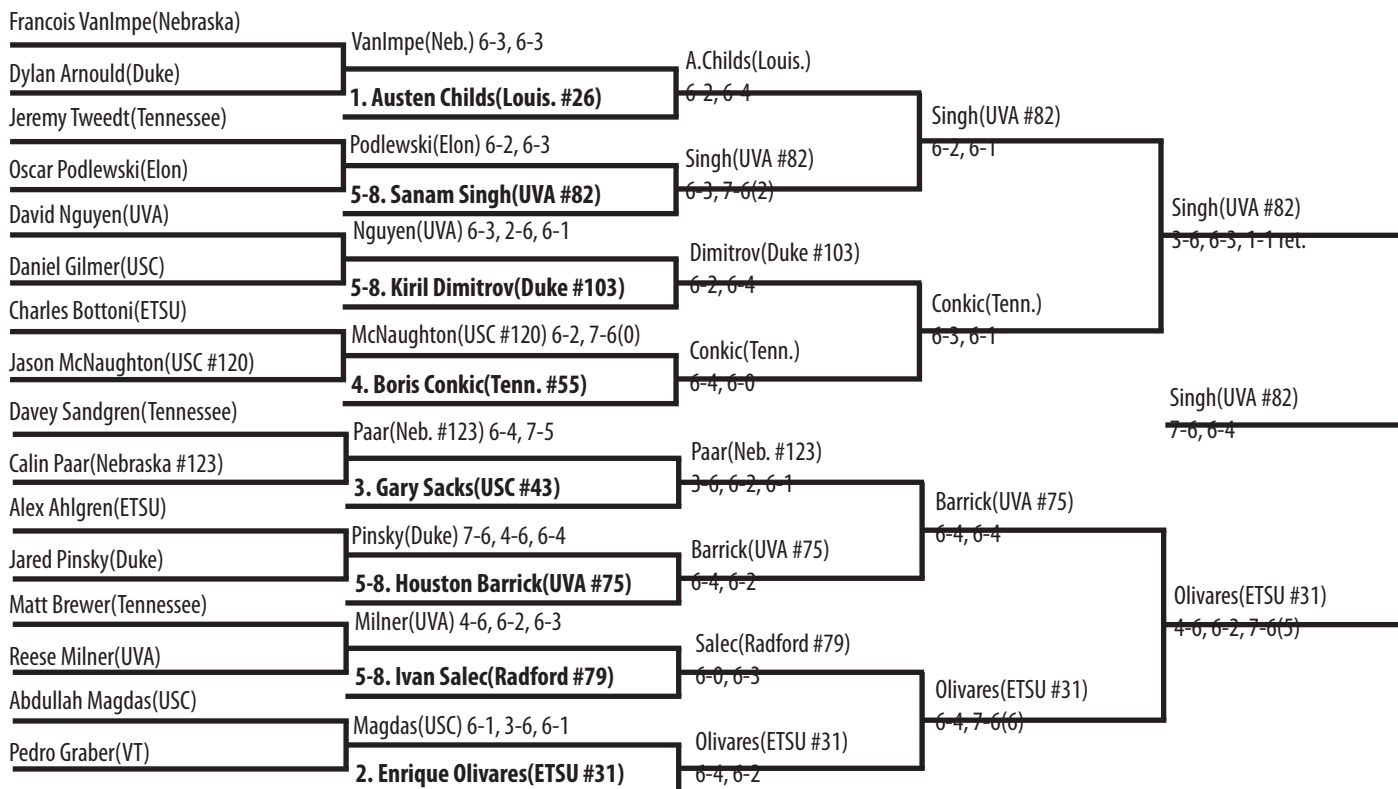 Francois VanImpe(Nebraska)
Dylan Arnould(Duke)
Jeremy Tweedt(Tennessee)
Oscar Podlewski(Elon)
David Nguyen(UVA)
Daniel Gilmer(USC)
Charles Bottoni(ETSU)
Jason McNaughton(USC #120)
Davey Sandgren(Tennessee)
Calin Paar(Nebraska #123)
Alex Ahlgren(ETSU)
Jared Pinsky(Duke)
Matt Brewer(Tennessee)
Reese Milner(UVA)
Abdullah Magdas(USC)
Pedro Graber(VT)
VanImpe(Neb.) 6-3, 6-3
1. Austen Childs(Louis. #26)
Podlewski(Elon) 6-2, 6-3
5-8. Sanam Singh(UVA #82)
Nguyen(UVA) 6-3, 2-6, 6-1
5-8. Kiril Dimitrov(Duke #103)
McNaughton(USC #120) 6-2, 7-6(0)
4. Boris Conkic(Tenn. #55)
Paar(Neb. #123) 6-4, 7-5
3. Gary Sacks(USC #43)
Pinsky(Duke) 7-6, 4-6, 6-4
5-8. Houston Barrick(UVA #75)
Milner(UVA) 4-6, 6-2, 6-3
5-8. Ivan Salec(Radford #79)
Magdas(USC) 6-1, 3-6, 6-1
2. Enrique Olivares(ETSU #31)
A.Childs(Louis.)
6-2, 6-4
Singh(UVA #82)
6-3, 7-6(2)
Dimitrov(Duke #103)
6-2, 6-4
Conkic(Tenn.)
6-4, 6-0
Paar(Neb. #123)
3-6, 6-2, 6-1
Barrick(UVA #75)
6-4, 6-2
Salec(Radford #79)
6-0, 6-3
Olivares(ETSU #31)
6-4, 6-2
Singh(UVA #82)
6-2, 6-1
Conkic(Tenn.)
6-3, 6-1
Barrick(UVA #75)
6-4, 6-4
Olivares(ETSU #31)
6-4, 7-6(6)
Singh(UVA #82)
3-6, 6-3, 1-1 ret.
Singh(UVA #82)
7-6, 6-4
Olivares(ETSU #31)
4-6, 6-2, 7-6(5)